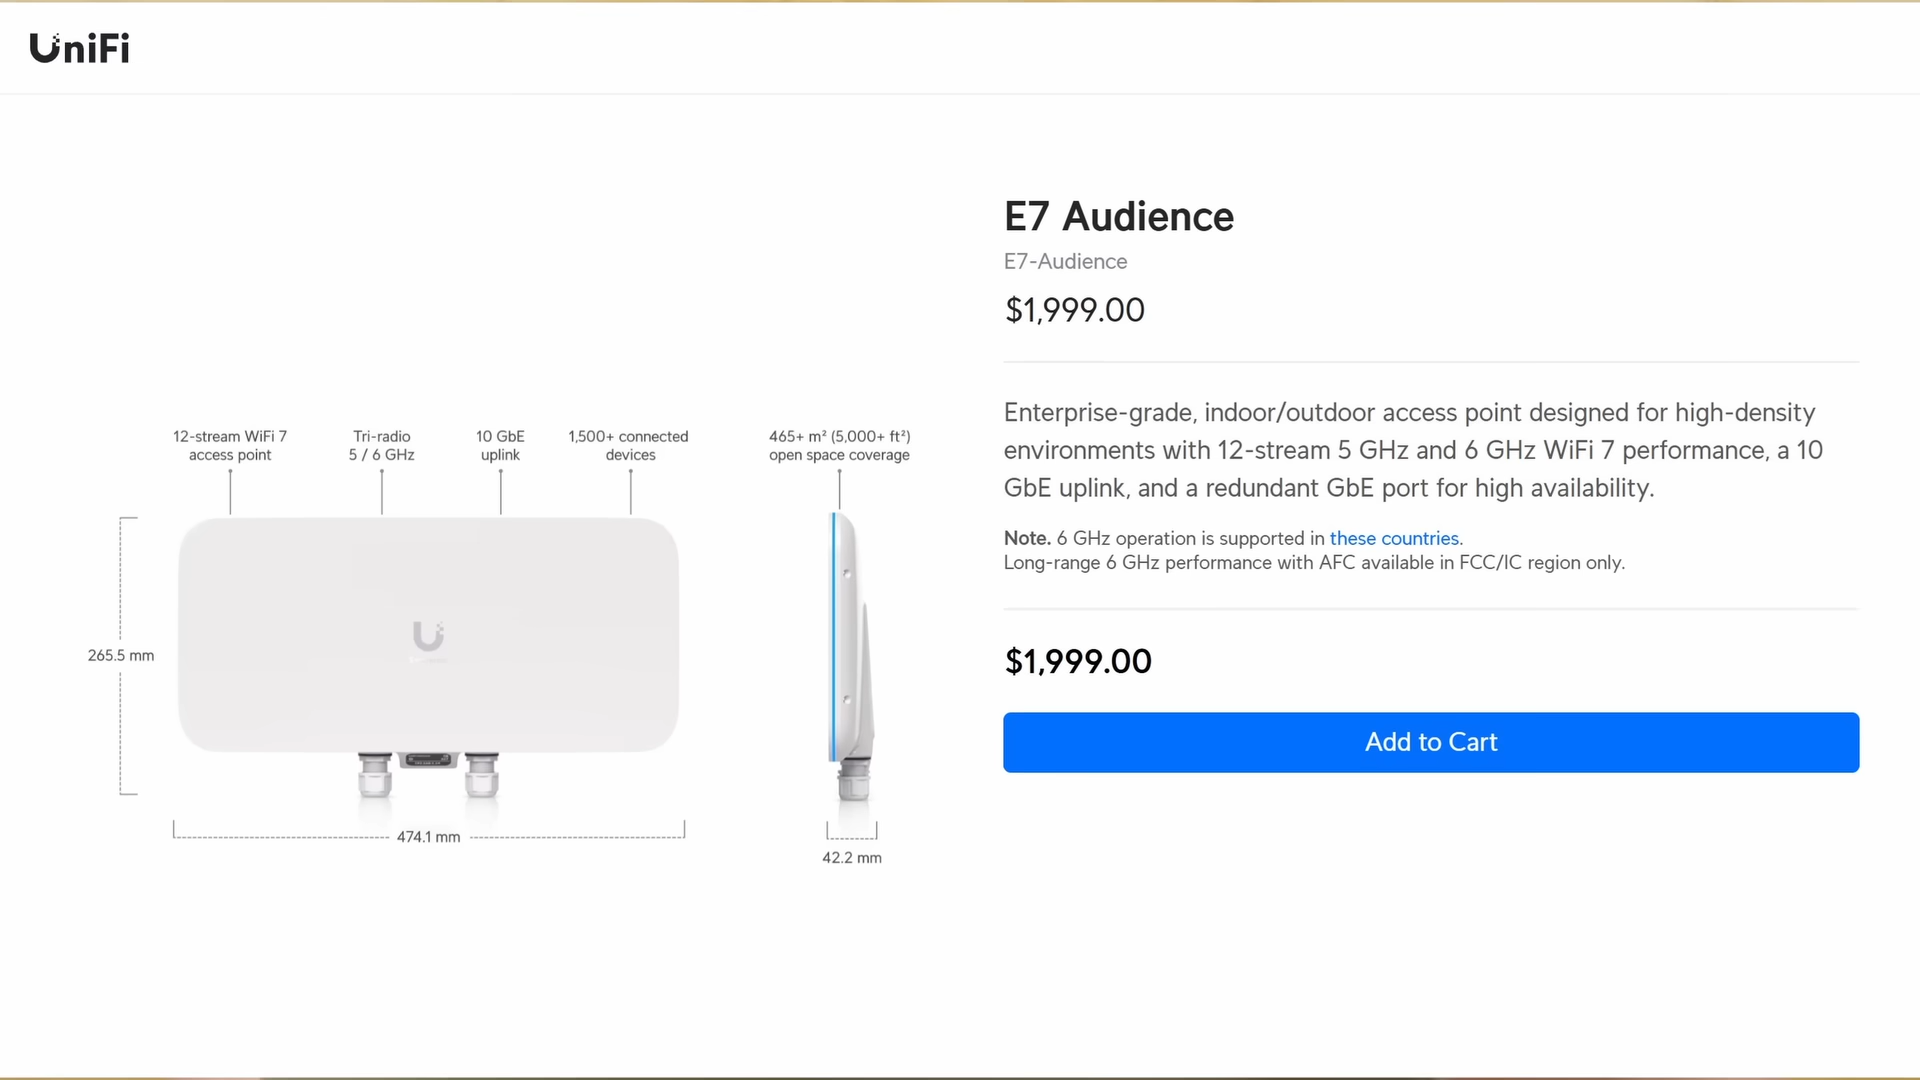 UniFi
E7 Audience
E7-Audience
$1,999.00
Enterprise-grade, indoor/outdoor access point designed for high-density
environments with 12-stream 5 GHz and 6 GHz WiFi 7 performance, a 10
GbE uplink, and a redundant GbE port for high availability.
Note. 6 GHz operation is supported in these countries.
Long-range 6 GHz performance with AFC available in FCC/IC region only.
$1,999.00
Add to Cart
12-stream WiFi 7
access point
Tri-radio
5 / 6 GHz
10 GbE
uplink
1,500+ connected
devices
465+ m² (5,000+ ft²)
open space coverage
265.5 mm
474.1 mm
42.2 mm